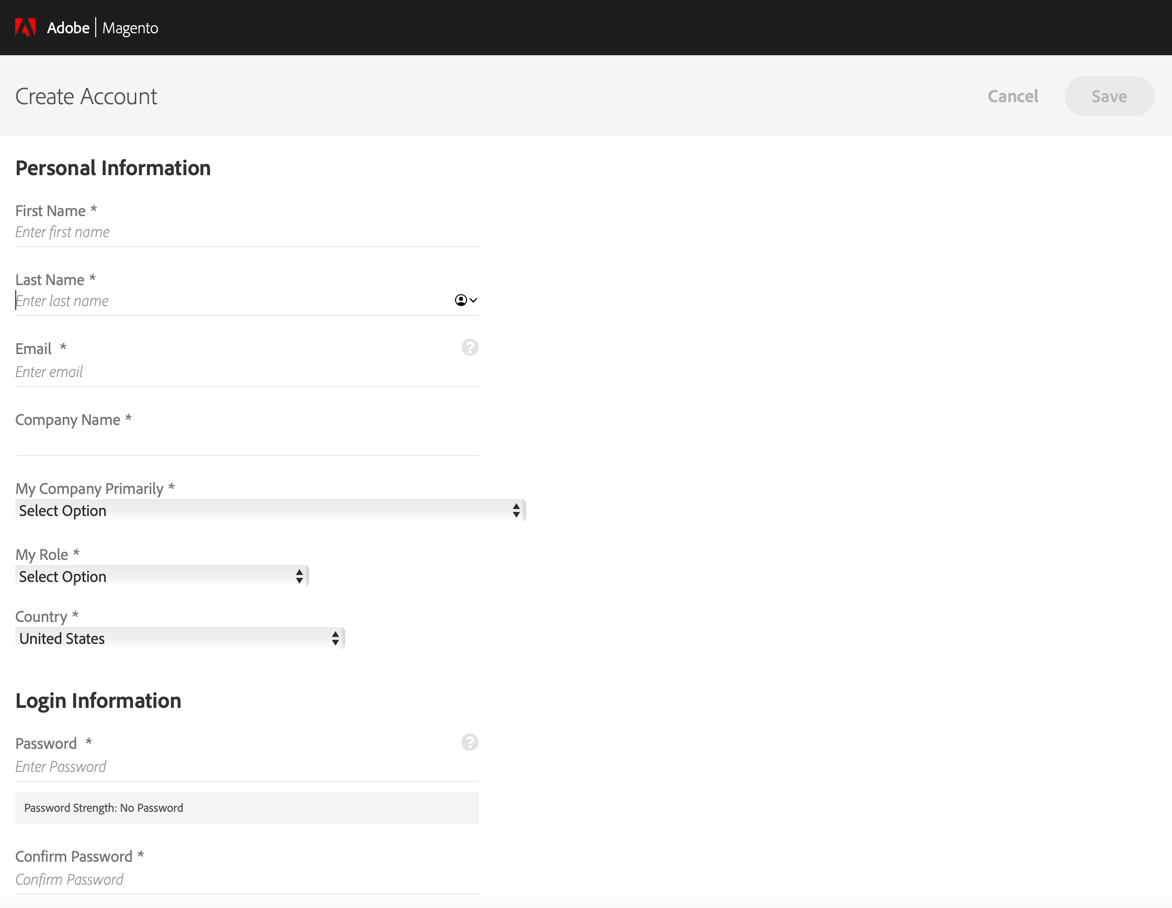 Adobe | Magento
Create Account
Cancel
Save
Personal Information
First Name *
Enter first name
Last Name *
Enter last name
Email *
?
Enter email
Company Name *
My Company Primarily *
Select Option
My Role *
Select Option
Country *
United States
Login Information
Password *
?
Enter Password
Password Strength: No Password
Confirm Password *
Confirm Password